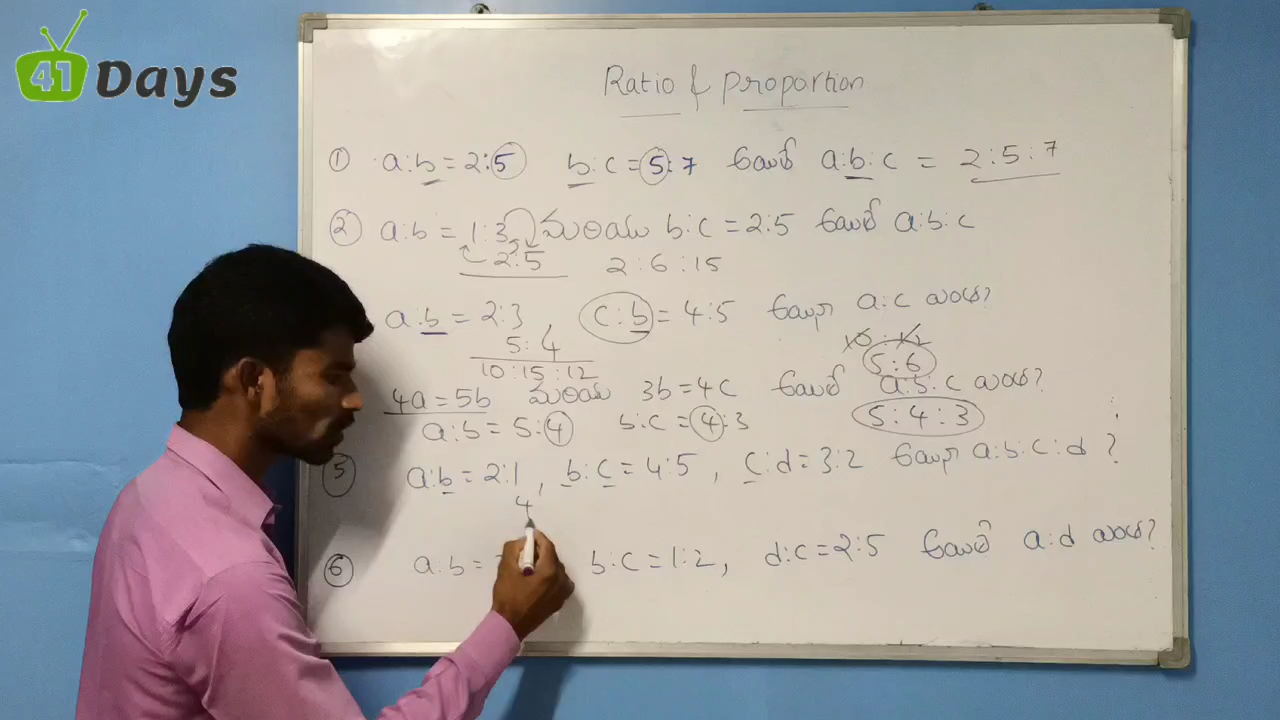 41 Days
Ratio & proportion
① a:b = 2:5 b:c = 5:7 అయితే a:b:c = 2:5:7
② a:b = 1:3 మరియు b:c = 2:5 అయితే a:b:c
2:5 2:6:15
a:b = 2:3 c:b = 4:5 a:c
5:4 10:12
10:15:12 5:6
4a = 5b మరియు 3b = 4c అయితే a:b:c
a:b = 5:4 b:c = 4:3 5:4:3
⑤ a:b = 2:1, b:c = 4:5, c:d = 3:2 a:b:c:d ?
4
⑥ a:b = b:c = 1:2, d:c = 2:5 అయితే a:d